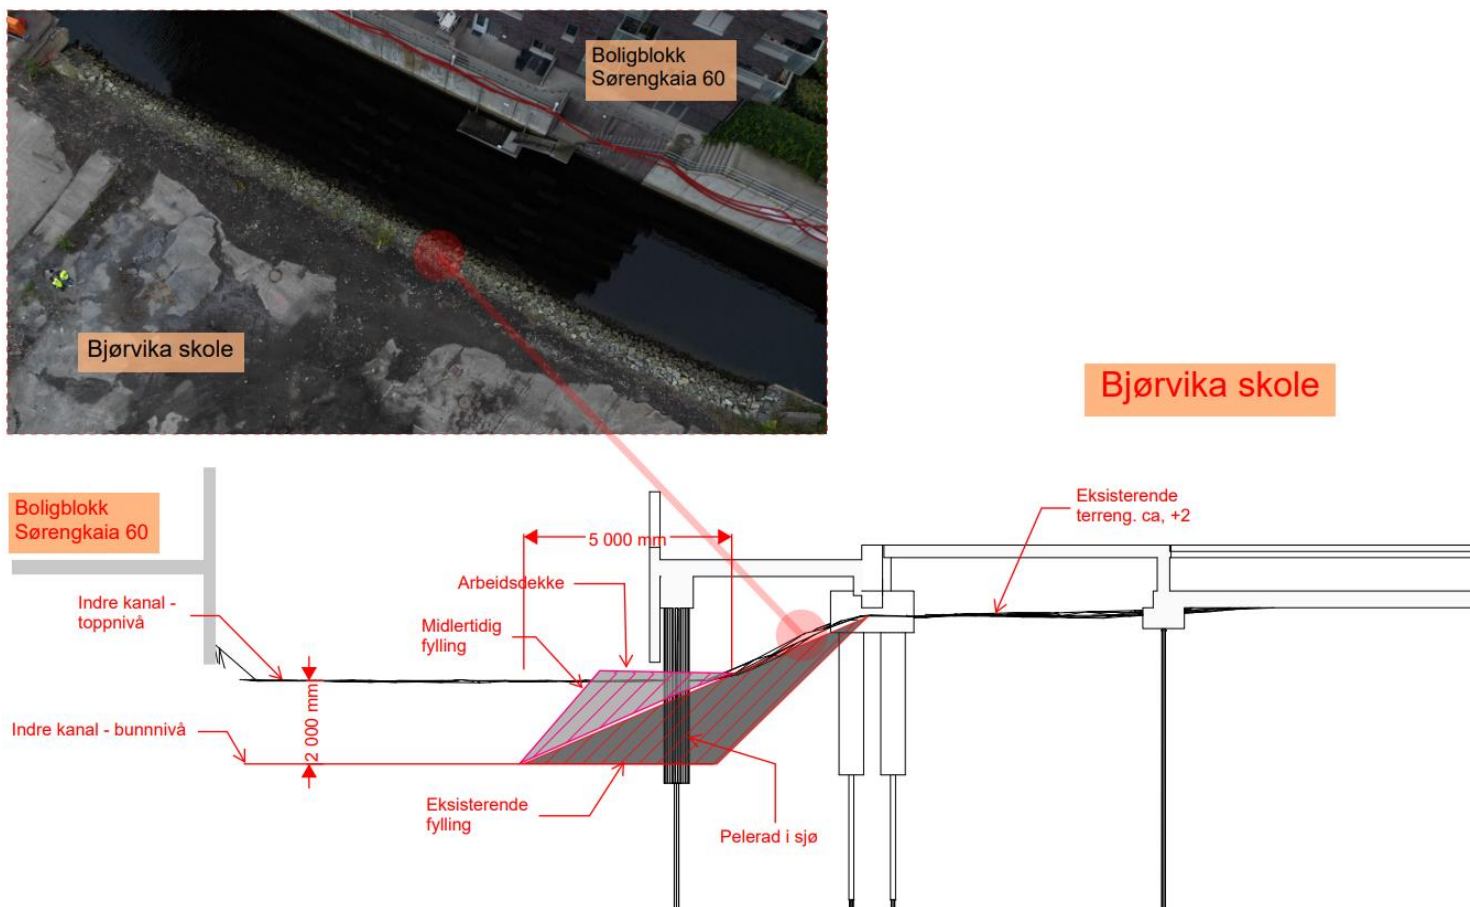 Boligblokk
Sørengkaia 60
Bjørvika skole
Bjørvika skole
Boligblokk
Sørengkaia 60
Eksisterende
terreng. ca, +2
5 000 mm
Arbeidsdekke
Indre kanal -
toppnivå
Midlertidig
fylling
2 000 mm
Indre kanal - bunnnivå
Eksisterende
fylling
Pelerad i sjø